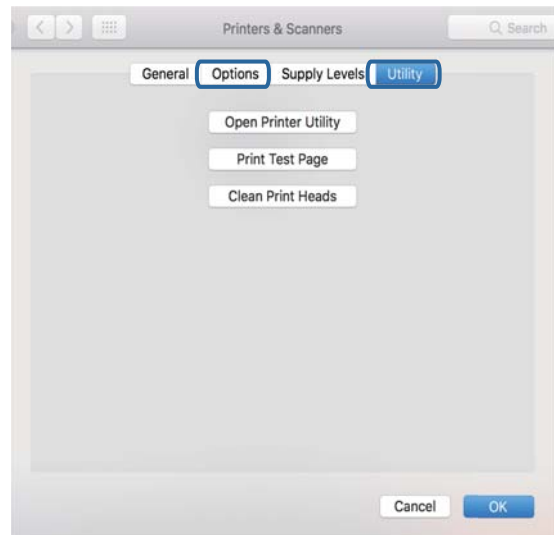 Printers & Scanners Search
General Options Supply Levels Utility
Open Printer Utility
Print Test Page
Clean Print Heads
Cancel OK